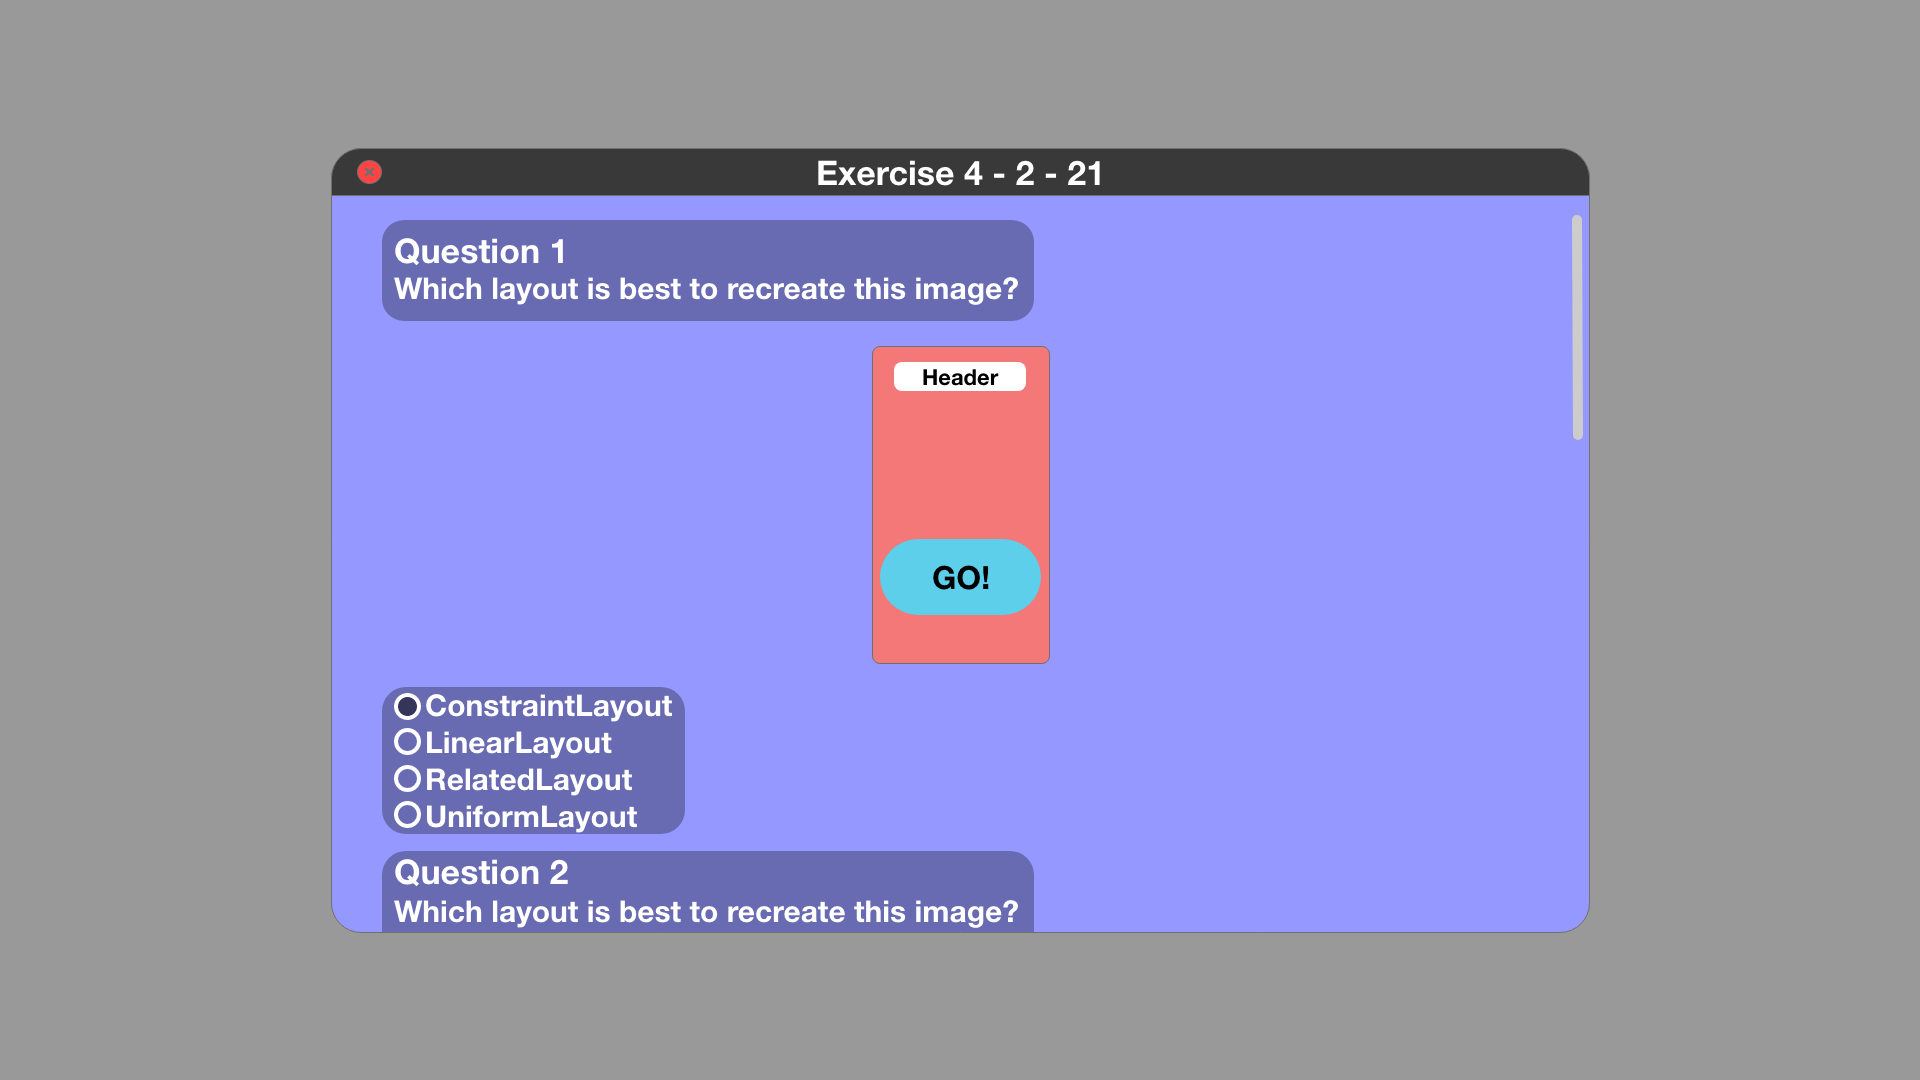 Exercise 4 - 2 - 21
Question 1
Which layout is best to recreate this image?
Header
GO!
ConstraintLayout
LinearLayout
RelatedLayout
UniformLayout
Question 2
Which layout is best to recreate this image?